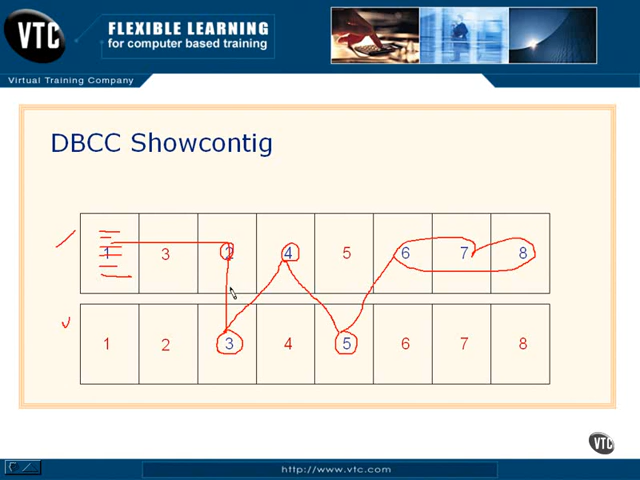 VTC
FLEXIBLE LEARNING
for computer based training
Virtual Training Company
DBCC Showcontig
1 3 2 4 5 6 7 8
1 2 3 4 5 6 7 8
VTC
http://www.vtc.com